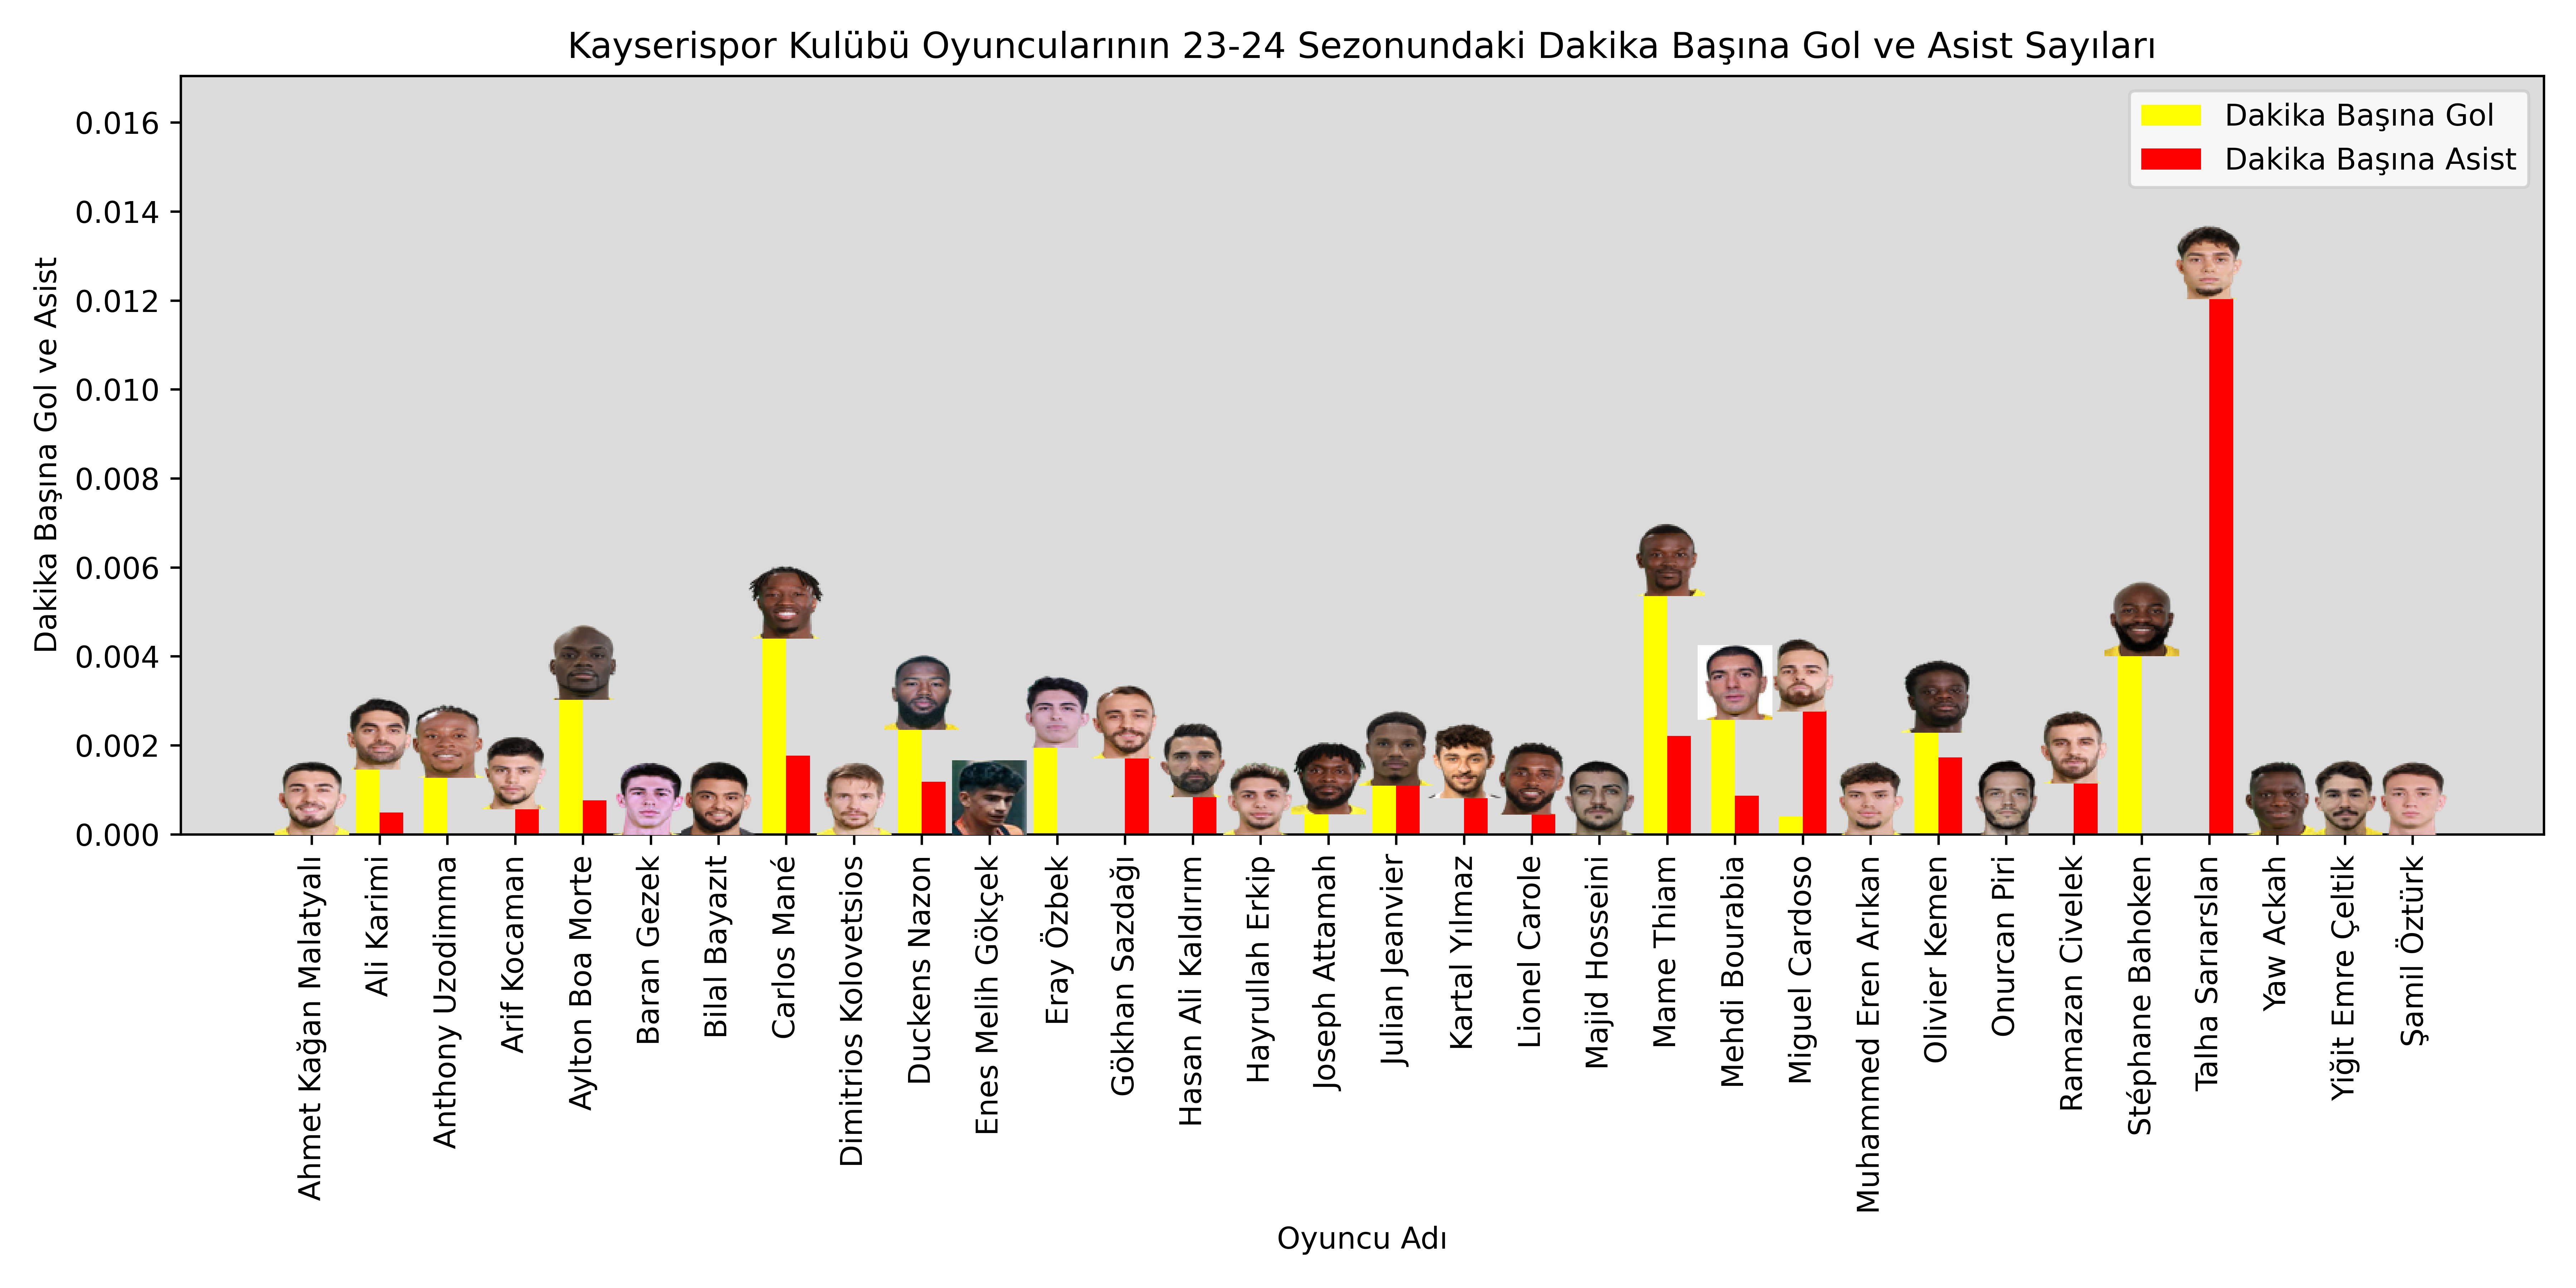 Kayserispor Kulübü Oyuncularının 23-24 Sezonundaki Dakika Başına Gol ve Asist Sayıları
Dakika Başına Gol
Dakika Başına Asist
Dakika Başına Gol ve Asist
0.016
0.014
0.012
0.010
0.008
0.006
0.004
0.002
0.000
Ahmet Kağan Malatyalı
Ali Karimi
Anthony Uzodimma
Arif Kocaman
Aylton Boa Morte
Baran Gezek
Bilal Bayazıt
Carlos Mané
Dimitrios Kolovetsios
Duckens Nazon
Enes Melih Gökçek
Eray Özbek
Gökhan Sazdağı
Hasan Ali Kaldırım
Hayrullah Erkip
Joseph Attamah
Julian Jeanvier
Kartal Yılmaz
Lionel Carole
Majid Hosseini
Mame Thiam
Mehdi Bourabia
Miguel Cardoso
Muhammed Eren Arıkan
Olivier Kemen
Onurcan Piri
Ramazan Civelek
Stéphane Bahoken
Talha Sarıarslan
Yaw Ackah
Yiğit Emre Çeltik
Şamil Öztürk
Oyuncu Adı